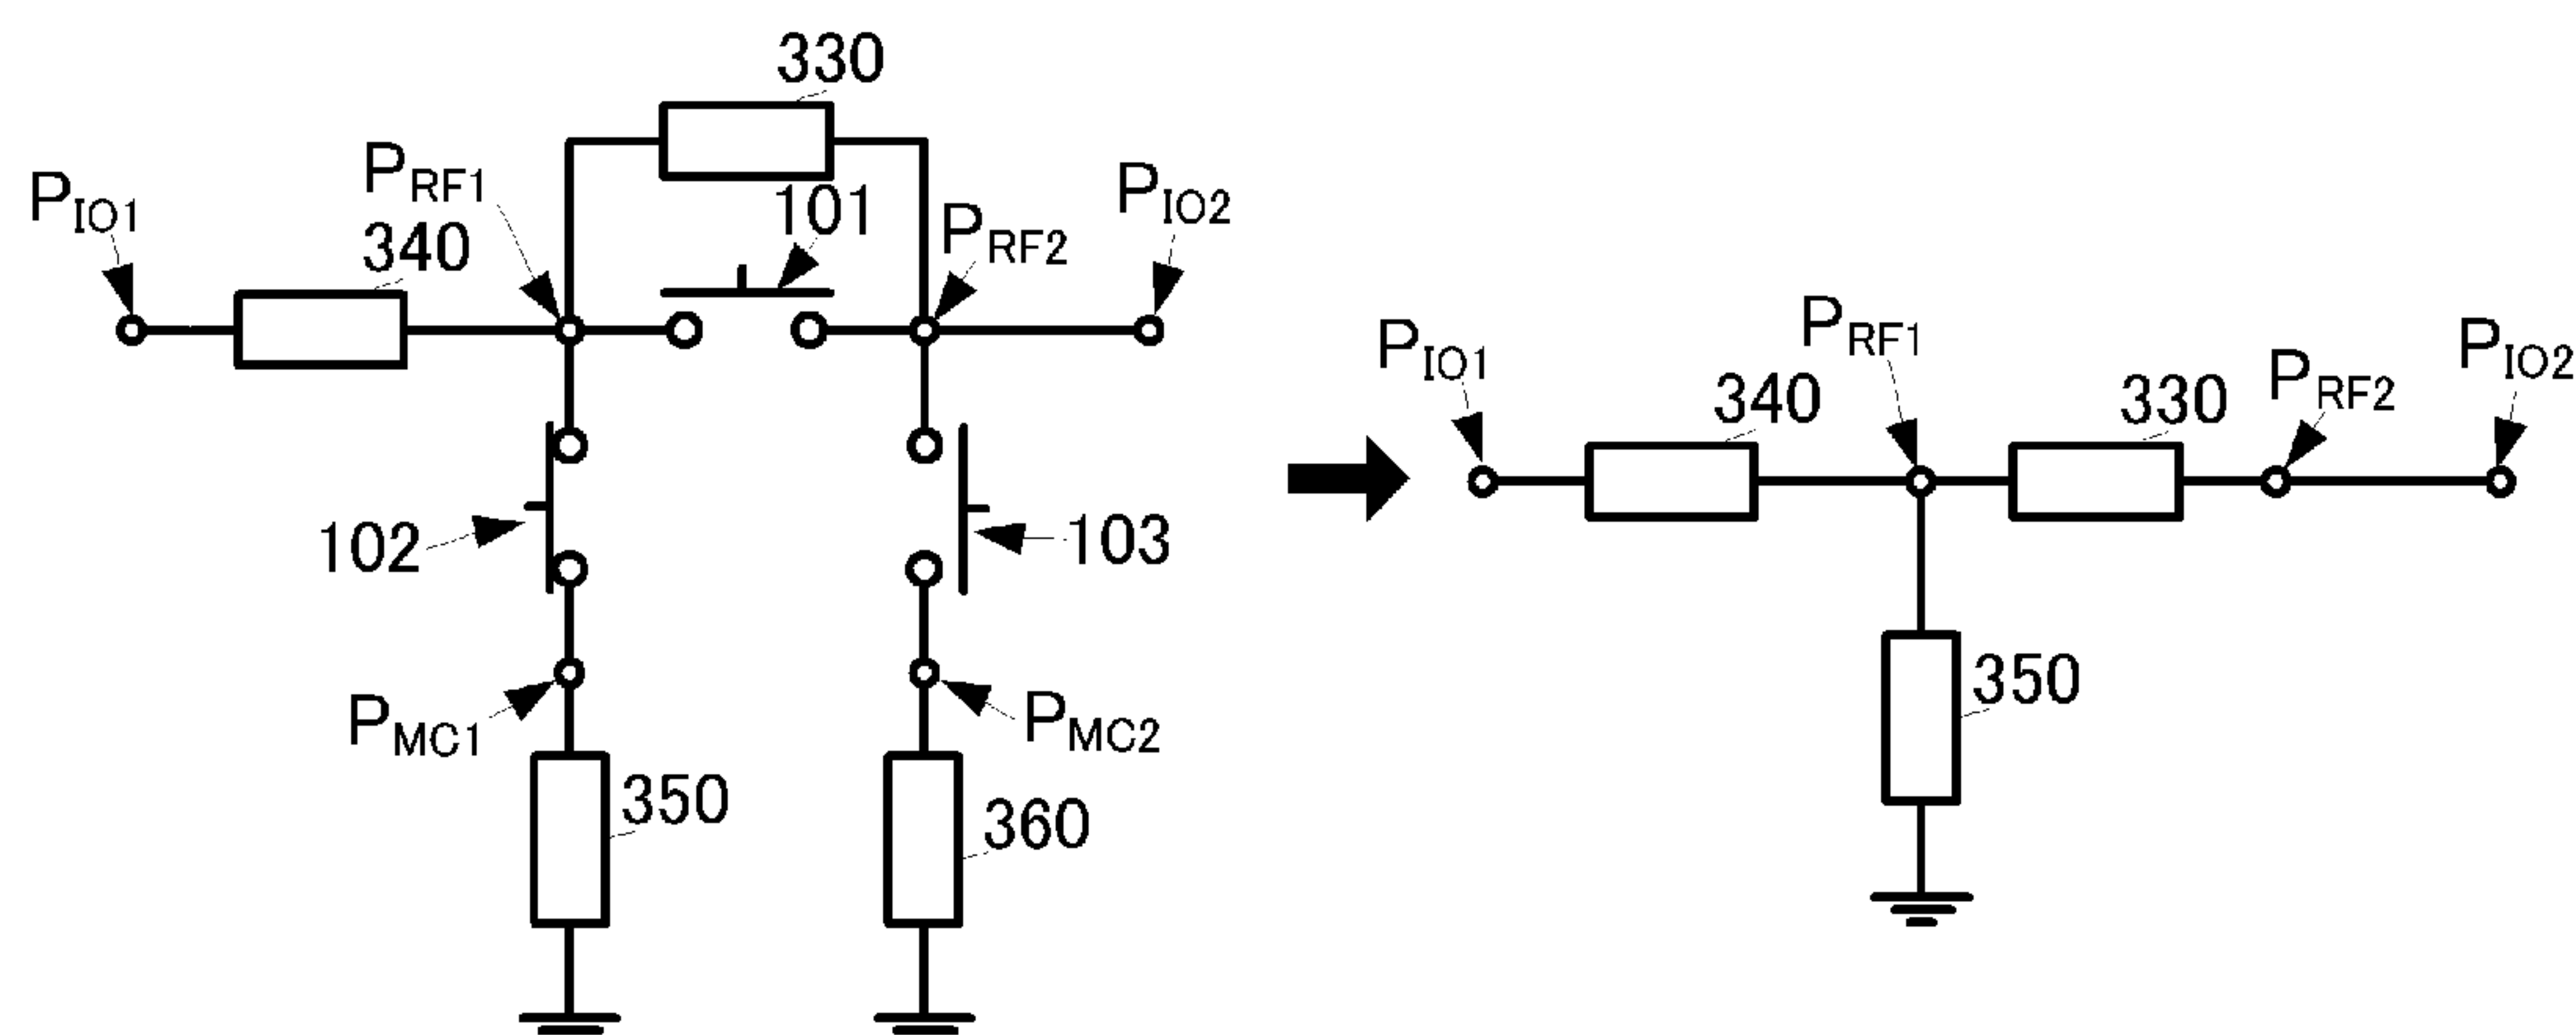 330
P_RF1
P_IO1
340
101
P_RF2
P_IO2
102
103
P_MC1
P_MC2
350
360
P_IO1
340
P_RF1
330
P_RF2
P_IO2
350